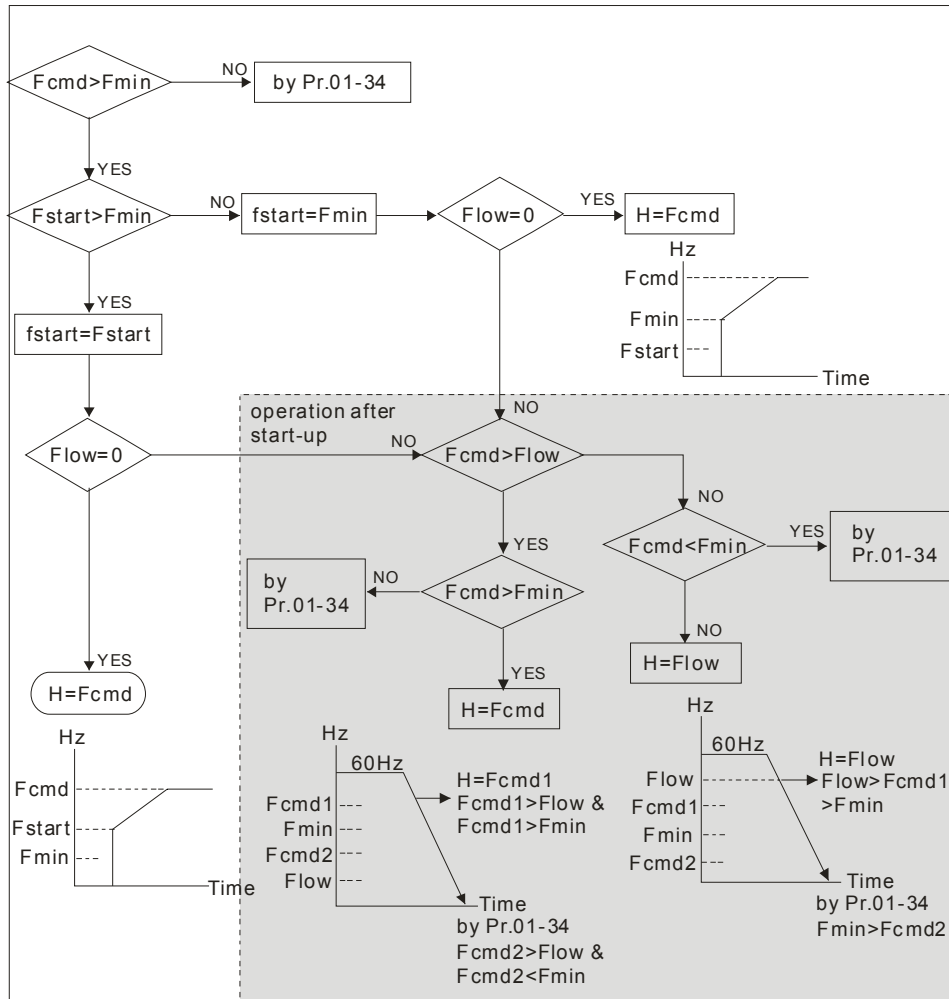 Fcmd>Fmin
NO
by Pr.01-34
YES
Fstart>Fmin
NO
fstart=Fmin
Flow=0
YES
H=Fcmd
Hz
Fcmd
Fmin
Fstart
Time
YES
fstart=Fstart
NO
operation after
start-up
Flow=0
NO
Fcmd>Flow
NO
YES
Fcmd<Fmin
YES
by
Pr.01-34
by
Pr.01-34
NO
Fcmd>Fmin
NO
H=Flow
YES
H=Fcmd
YES
H=Fcmd
Hz
Fcmd
Fstart
Fmin
Time
Hz
60Hz
H=Fcmd1
Fcmd1>Flow &
Fcmd1>Fmin
Fcmd1
Fmin
Fcmd2
Flow
Time
by Pr.01-34
Fcmd2>Flow &
Fcmd2<Fmin
Hz
60Hz
H=Flow
Flow>Fcmd1
>Fmin
Flow
Fcmd1
Fmin
Fcmd2
Time
by Pr.01-34
Fmin>Fcmd2